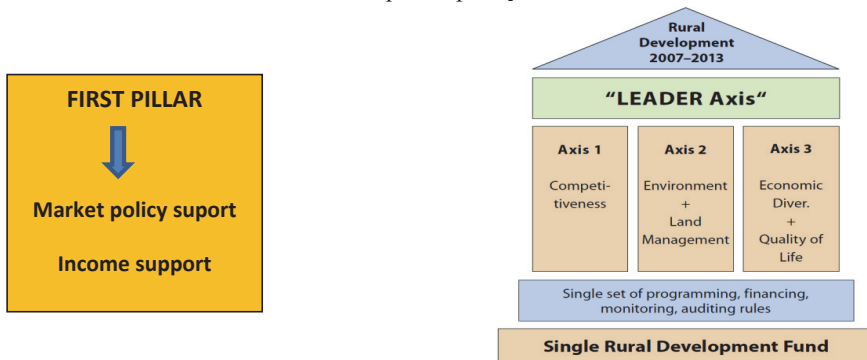 FIRST PILLAR
Market policy suport
Income support
Rural
Development
2007–2013
“LEADER Axis“
Axis 1
Competi-
tiveness
Axis 2
Environment
+
Land
Management
Axis 3
Economic
Diver.
+
Quality of
Life
Single set of programming, financing,
monitoring, auditing rules
Single Rural Development Fund